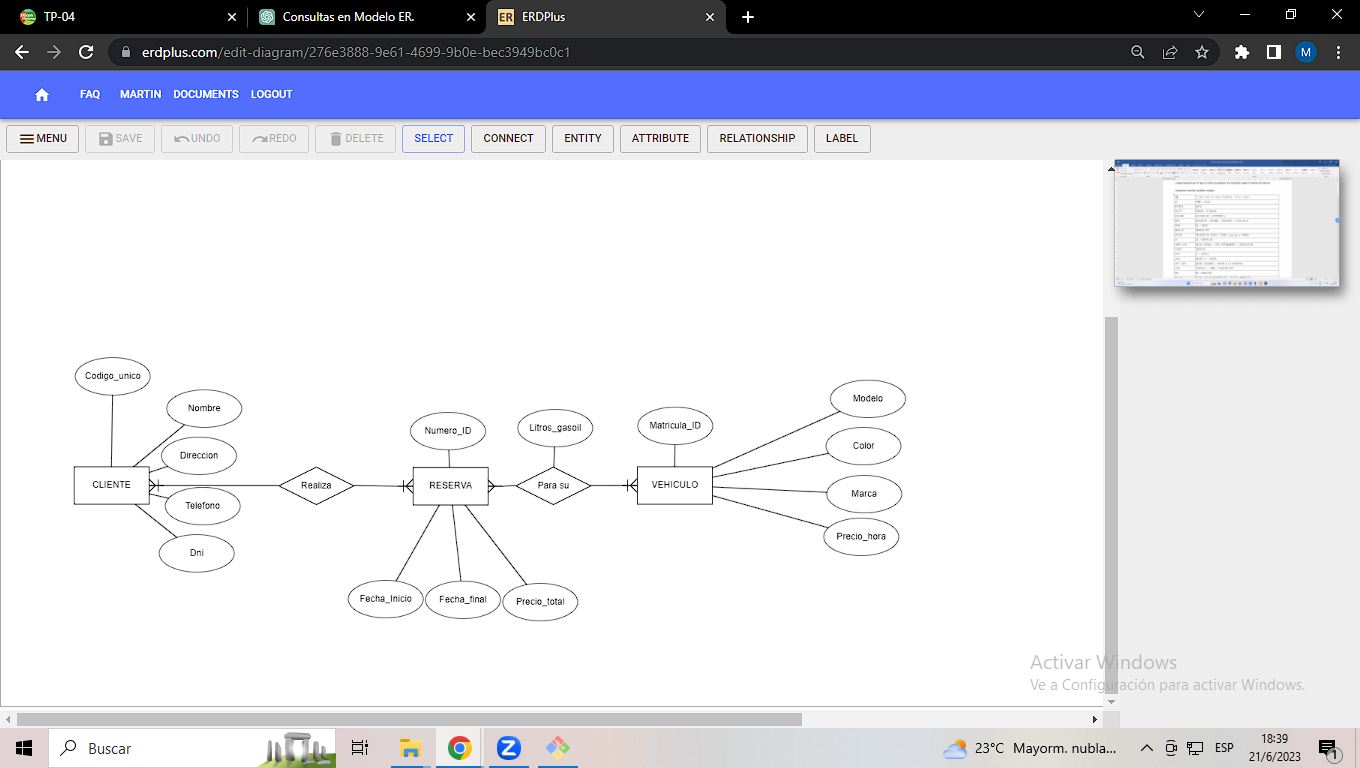 TP-04
Consultas en Modelo ER.
ER ERDPlus
erdplus.com/edit-diagram/276e3888-9e61-4699-9b0e-bec3949bc0c1
M
FAQ MARTIN DOCUMENTS LOGOUT
MENU SAVE UNDO REDO DELETE SELECT CONNECT ENTITY ATTRIBUTE RELATIONSHIP LABEL
Codigo_unico
Nombre
Direccion
CLIENTE
Telefono
Dni
Realiza
Numero_ID
RESERVA
Fecha_Inicio
Fecha_final
Precio_total
Litros_gasoil
Para su
Matricula_ID
VEHICULO
Modelo
Color
Marca
Precio_hora
Activar Windows
Ve a Configuración para activar Windows.
Buscar
23°C Mayorm. nubla...
ESP
18:39
21/6/2023
1